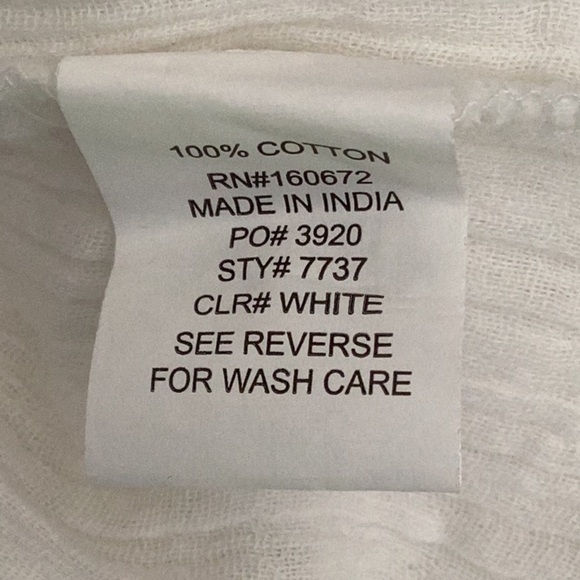 100% COTTON
RN#160672
MADE IN INDIA
PO# 3920
STY# 7737
CLR# WHITE
SEE REVERSE
FOR WASH CARE